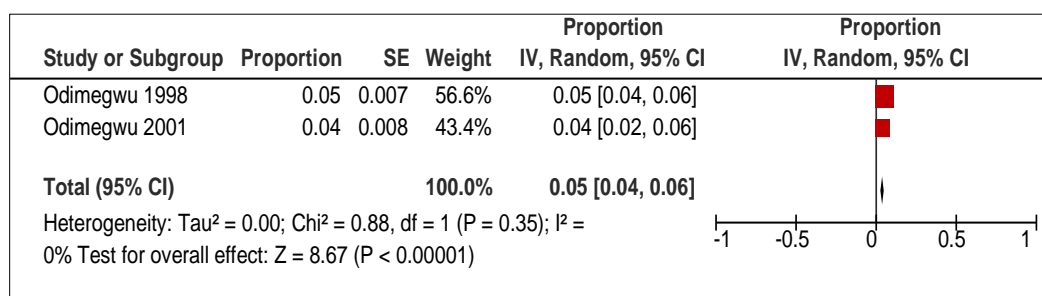 Proportion Proportion
Study or Subgroup Proportion SE Weight IV, Random, 95% CI IV, Random, 95% CI
Odimegwu 1998 0.05 0.007 56.6% 0.05 [0.04, 0.06]
Odimegwu 2001 0.04 0.008 43.4% 0.04 [0.02, 0.06]
Total (95% CI) 100.0% 0.05 [0.04, 0.06]
Heterogeneity: Tau² = 0.00; Chi² = 0.88, df = 1 (P = 0.35); I² =
0% Test for overall effect: Z = 8.67 (P < 0.00001)
-1 -0.5 0 0.5 1